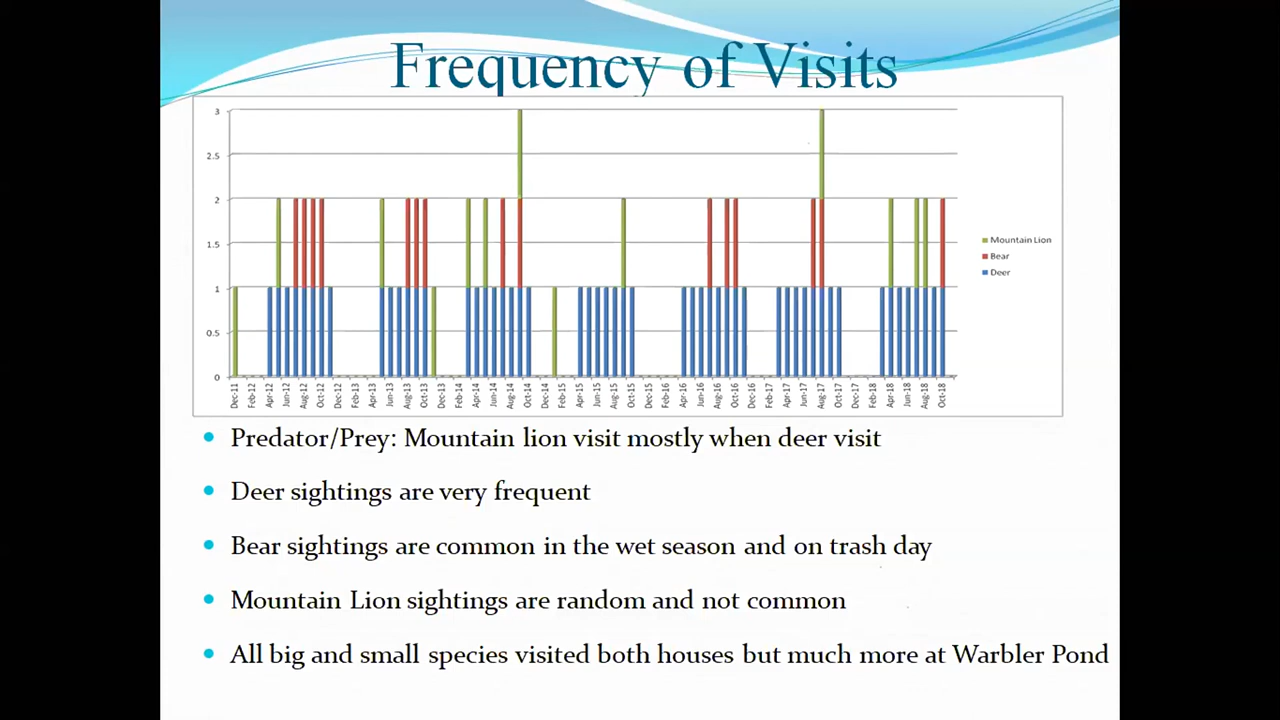 Frequency of Visits
3
2.5
2
1.5
1
0.5
0
Mountain Lion
Bear
Deer
Dec-11 Feb-12 Apr-12 Jun-12 Aug-12 Oct-12 Dec-12 Feb-13 Apr-13 Jun-13 Aug-13 Oct-13 Dec-13 Feb-14 Apr-14 Jun-14 Aug-14 Oct-14 Dec-14 Feb-15 Apr-15 Jun-15 Aug-15 Oct-15 Dec-15 Feb-16 Apr-16 Jun-16 Aug-16 Oct-16 Dec-16 Feb-17 Apr-17 Jun-17 Aug-17 Oct-17 Dec-17 Feb-18 Apr-18 Jun-18 Aug-18 Oct-18
Predator/Prey: Mountain lion visit mostly when deer visit
Deer sightings are very frequent
Bear sightings are common in the wet season and on trash day
Mountain Lion sightings are random and not common
All big and small species visited both houses but much more at Warbler Pond